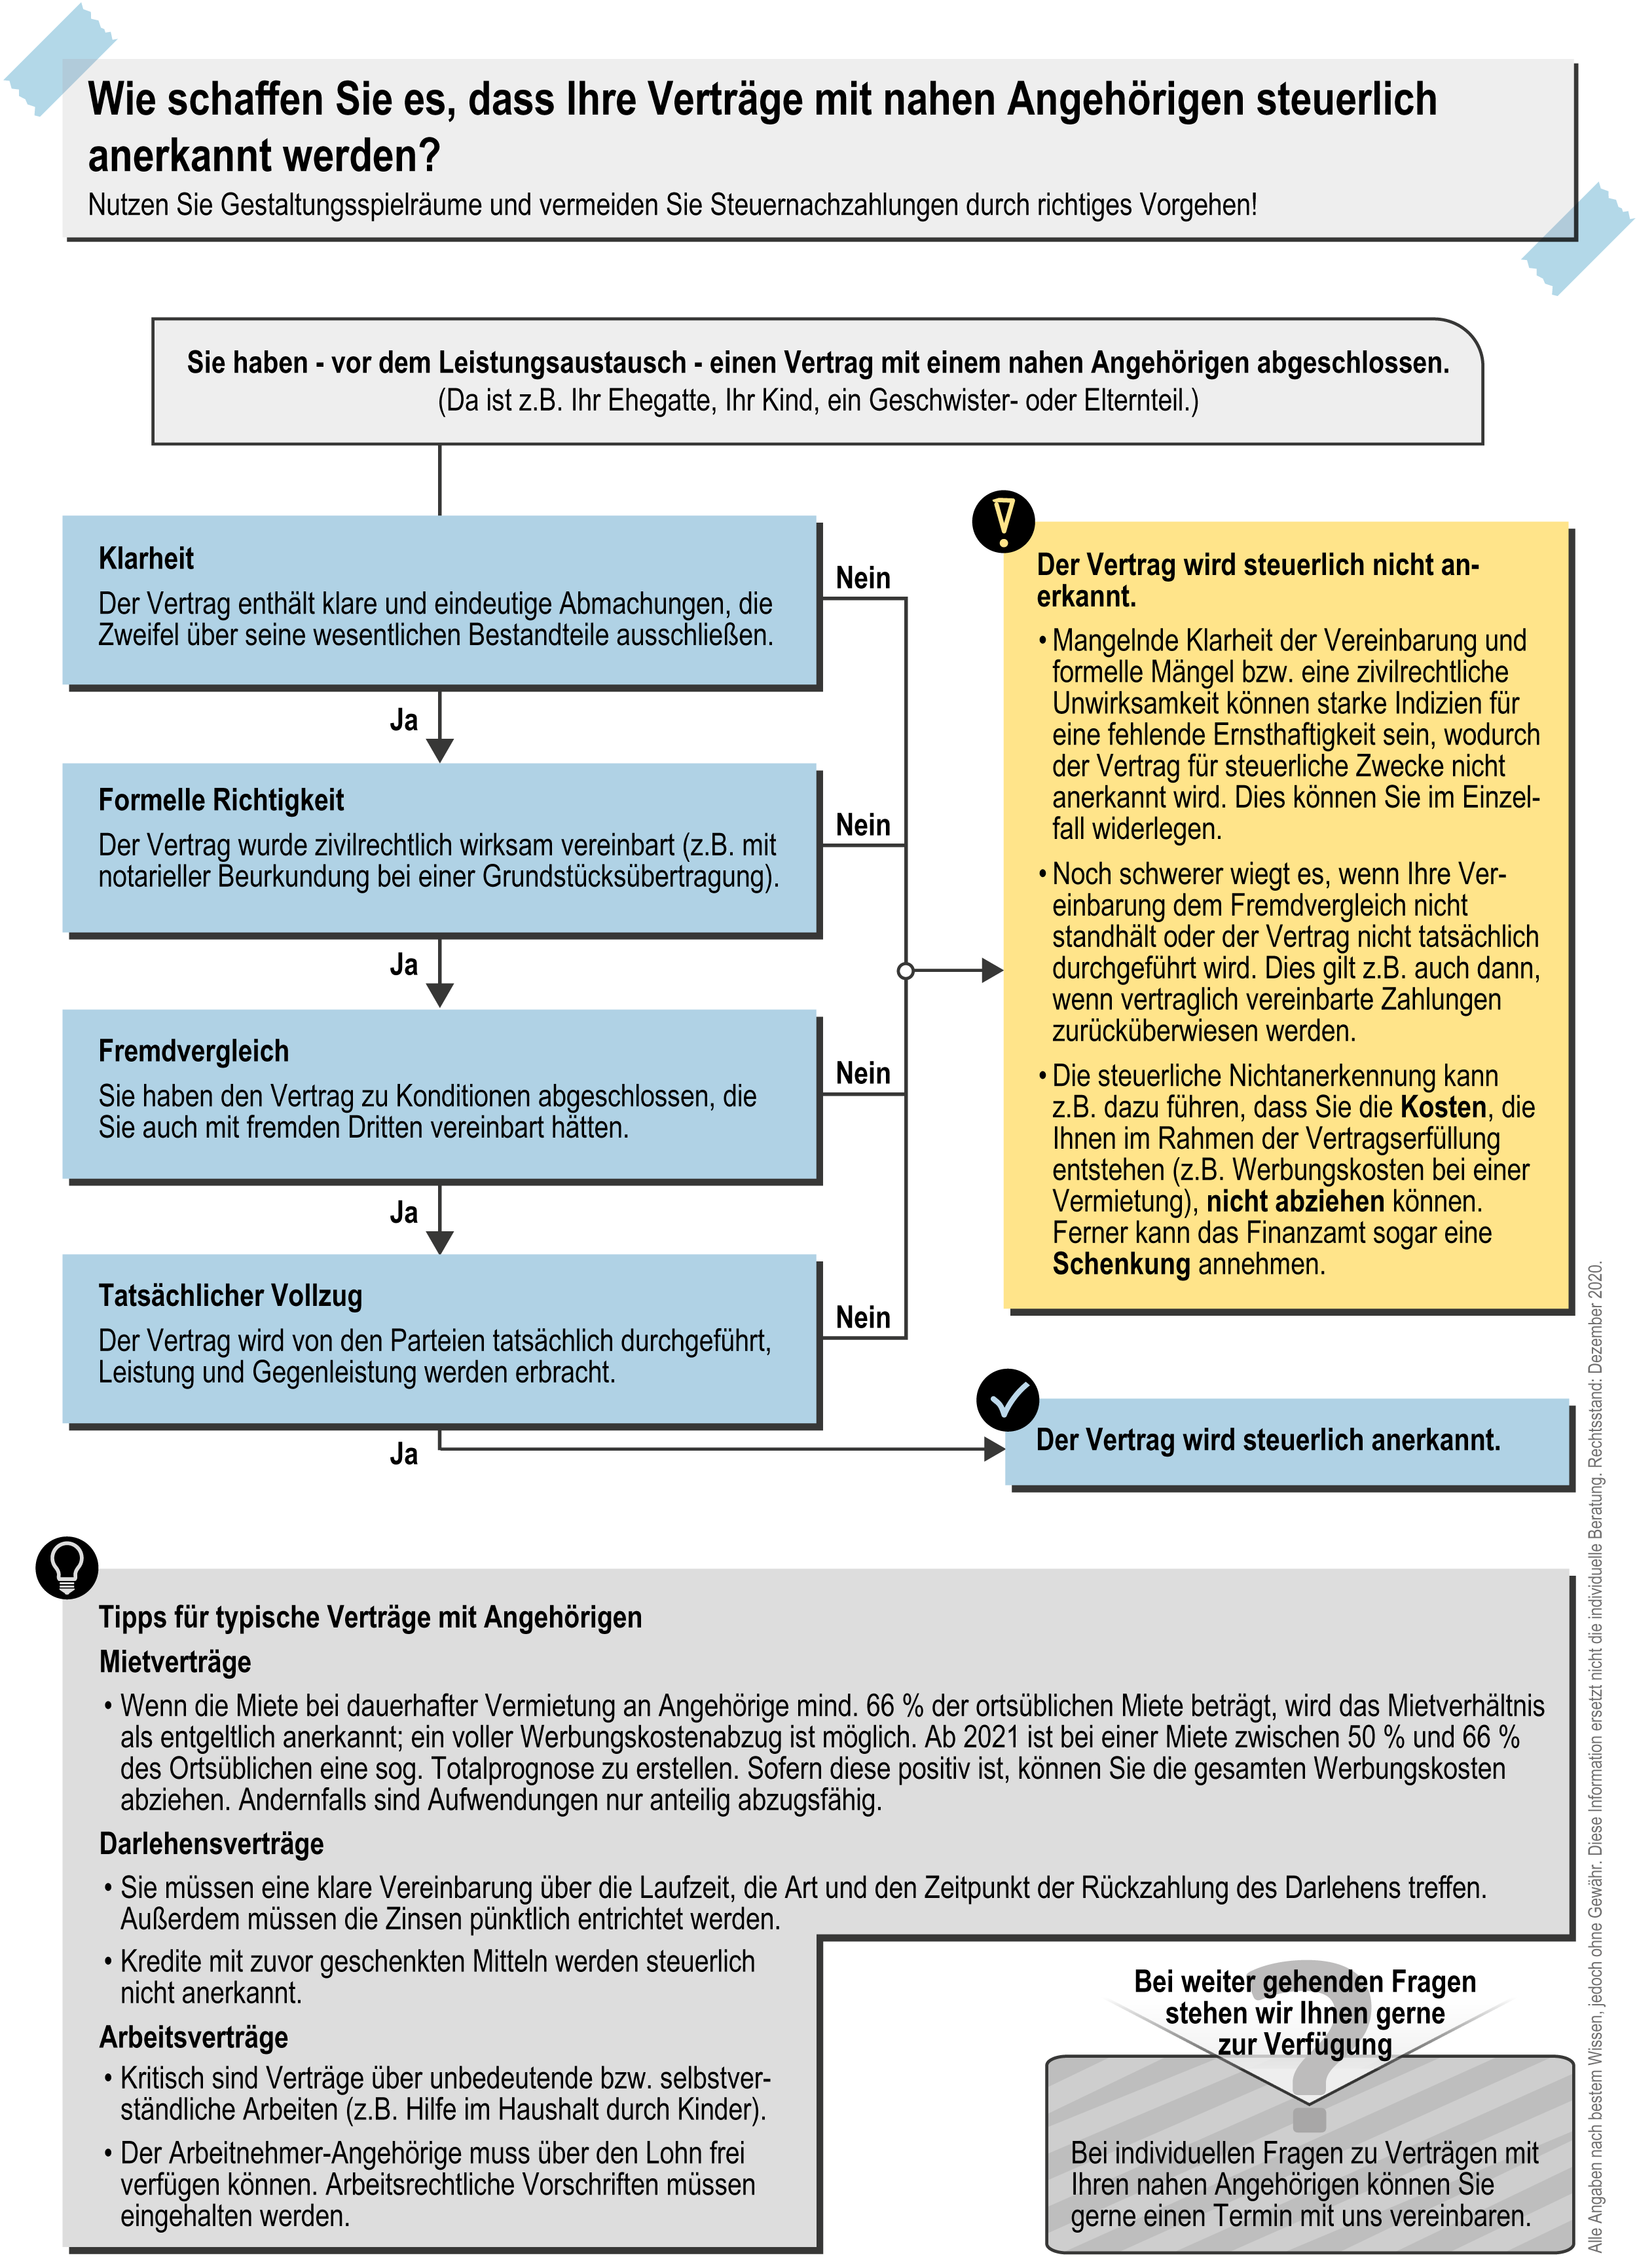 Wie schaffen Sie es, dass Ihre Verträge mit nahen Angehörigen steuerlich
anerkannt werden?
Nutzen Sie Gestaltungsspielräume und vermeiden Sie Steuernachzahlungen durch richtiges Vorgehen!
Sie haben - vor dem Leistungsaustausch - einen Vertrag mit einem nahen Angehörigen abgeschlossen.
(Da ist z.B. Ihr Ehegatte, Ihr Kind, ein Geschwister- oder Elternteil.)
Klarheit
Der Vertrag enthält klare und eindeutige Abmachungen, die
Zweifel über seine wesentlichen Bestandteile ausschließen.
Nein
Ja
Formelle Richtigkeit
Der Vertrag wurde zivilrechtlich wirksam vereinbart (z.B. mit
notarieller Beurkundung bei einer Grundstücksübertragung).
Nein
Ja
Fremdvergleich
Sie haben den Vertrag zu Konditionen abgeschlossen, die
Sie auch mit fremden Dritten vereinbart hätten.
Nein
Ja
Tatsächlicher Vollzug
Der Vertrag wird von den Parteien tatsächlich durchgeführt,
Leistung und Gegenleistung werden erbracht.
Nein
Ja
Der Vertrag wird steuerlich nicht an-
erkannt.
• Mangelnde Klarheit der Vereinbarung und
formelle Mängel bzw. eine zivilrechtliche
Unwirksamkeit können starke Indizien für
eine fehlende Ernsthaftigkeit sein, wodurch
der Vertrag für steuerliche Zwecke nicht
anerkannt wird. Dies können Sie im Einzel-
fall widerlegen.
• Noch schwerer wiegt es, wenn Ihre Ver-
einbarung dem Fremdvergleich nicht
standhält oder der Vertrag nicht tatsächlich
durchgeführt wird. Dies gilt z.B. auch dann,
wenn vertraglich vereinbarte Zahlungen
zurücküberwiesen werden.
• Die steuerliche Nichtanerkennung kann
z.B. dazu führen, dass Sie die Kosten, die
Ihnen im Rahmen der Vertragserfüllung
entstehen (z.B. Werbungskosten bei einer
Vermietung), nicht abziehen können.
Ferner kann das Finanzamt sogar eine
Schenkung annehmen.
Der Vertrag wird steuerlich anerkannt.
Tipps für typische Verträge mit Angehörigen
Mietverträge
• Wenn die Miete bei dauerhafter Vermietung an Angehörige mind. 66 % der ortsüblichen Miete beträgt, wird das Mietverhältnis
als entgeltlich anerkannt; ein voller Werbungskostenabzug ist möglich. Ab 2021 ist bei einer Miete zwischen 50 % und 66 %
des Ortsüblichen eine sog. Totalprognose zu erstellen. Sofern diese positiv ist, können Sie die gesamten Werbungskosten
abziehen. Andernfalls sind Aufwendungen nur anteilig abzugsfähig.
Darlehensverträge
• Sie müssen eine klare Vereinbarung über die Laufzeit, die Art und den Zeitpunkt der Rückzahlung des Darlehens treffen.
Außerdem müssen die Zinsen pünktlich entrichtet werden.
• Kredite mit zuvor geschenkten Mitteln werden steuerlich
nicht anerkannt.
Arbeitsverträge
• Kritisch sind Verträge über unbedeutende bzw. selbstver-
ständliche Arbeiten (z.B. Hilfe im Haushalt durch Kinder).
• Der Arbeitnehmer-Angehörige muss über den Lohn frei
verfügen können. Arbeitsrechtliche Vorschriften müssen
eingehalten werden.
?
Bei weiter gehenden Fragen
stehen wir Ihnen gerne
zur Verfügung
Bei individuellen Fragen zu Verträgen mit
Ihren nahen Angehörigen können Sie
gerne einen Termin mit uns vereinbaren.
Alle Angaben nach bestem Wissen, jedoch ohne Gewähr. Diese Information ersetzt nicht die individuelle Beratung. Rechtsstand: Dezember 2020.